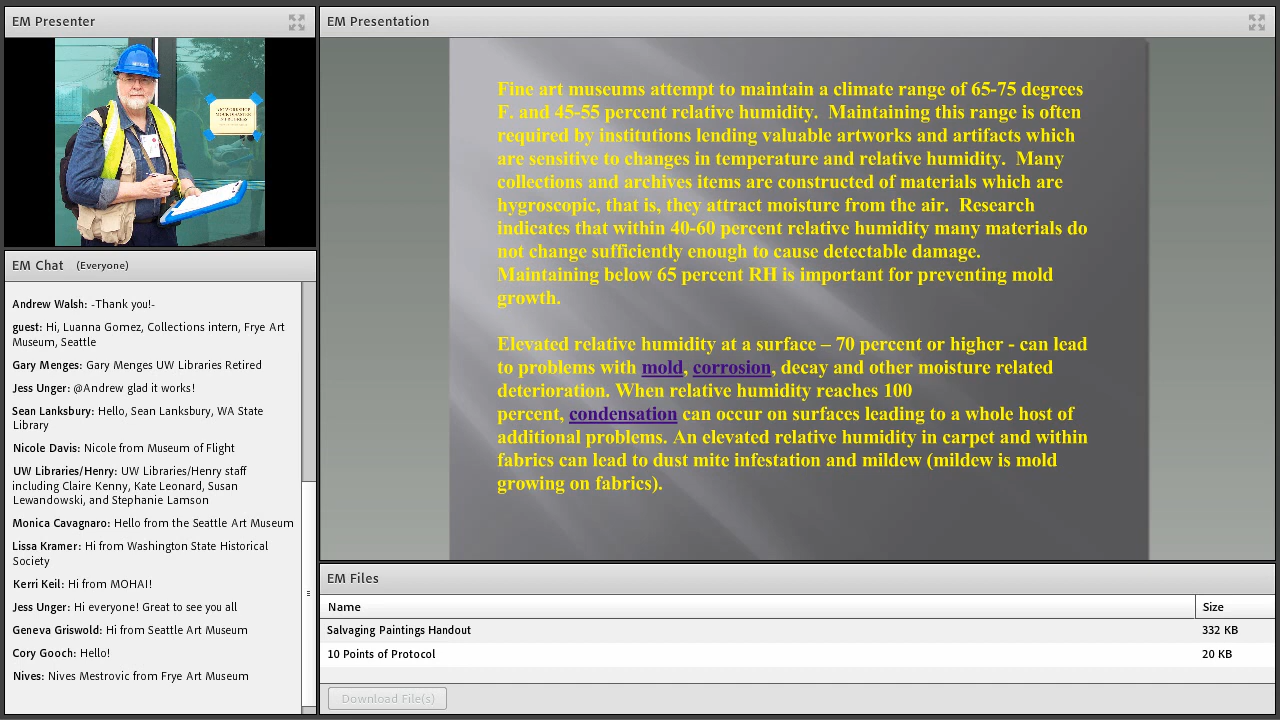 EM Presenter
EM Chat (Everyone)
Andrew Walsh: -Thank you!-
guest: Hi, Luanna Gomez, Collections intern, Frye Art
Museum, Seattle
Gary Menges: Gary Menges UW Libraries Retired
Jess Unger: @Andrew glad it works!
Sean Lanksbury: Hello, Sean Lanksbury, WA State
Library
Nicole Davis: Nicole from Museum of Flight
UW Libraries/Henry: UW Libraries/Henry staff
including Claire Kenny, Kate Leonard, Susan
Lewandowski, and Stephanie Lamson
Monica Cavagnaro: Hello from the Seattle Art Museum
Lissa Kramer: Hi from Washington State Historical
Society
Kerri Keil: Hi from MOHAI!
Jess Unger: Hi everyone! Great to see you all
Geneva Griswold: Hi from Seattle Art Museum
Cory Gooch: Hello!
Nives: Nives Mestrovic from Frye Art Museum
EM Presentation
Fine art museums attempt to maintain a climate range of 65-75 degrees
F. and 45-55 percent relative humidity.  Maintaining this range is often
required by institutions lending valuable artworks and artifacts which
are sensitive to changes in temperature and relative humidity.  Many
collections and archives items are constructed of materials which are
hygroscopic, that is, they attract moisture from the air.  Research
indicates that within 40-60 percent relative humidity many materials do
not change sufficiently enough to cause detectable damage.
Maintaining below 65 percent RH is important for preventing mold
growth.
Elevated relative humidity at a surface – 70 percent or higher - can lead
to problems with mold, corrosion, decay and other moisture related
deterioration. When relative humidity reaches 100
percent, condensation can occur on surfaces leading to a whole host of
additional problems. An elevated relative humidity in carpet and within
fabrics can lead to dust mite infestation and mildew (mildew is mold
growing on fabrics).
EM Files
Name Size
Salvaging Paintings Handout 332 KB
10 Points of Protocol 20 KB
Download File(s)